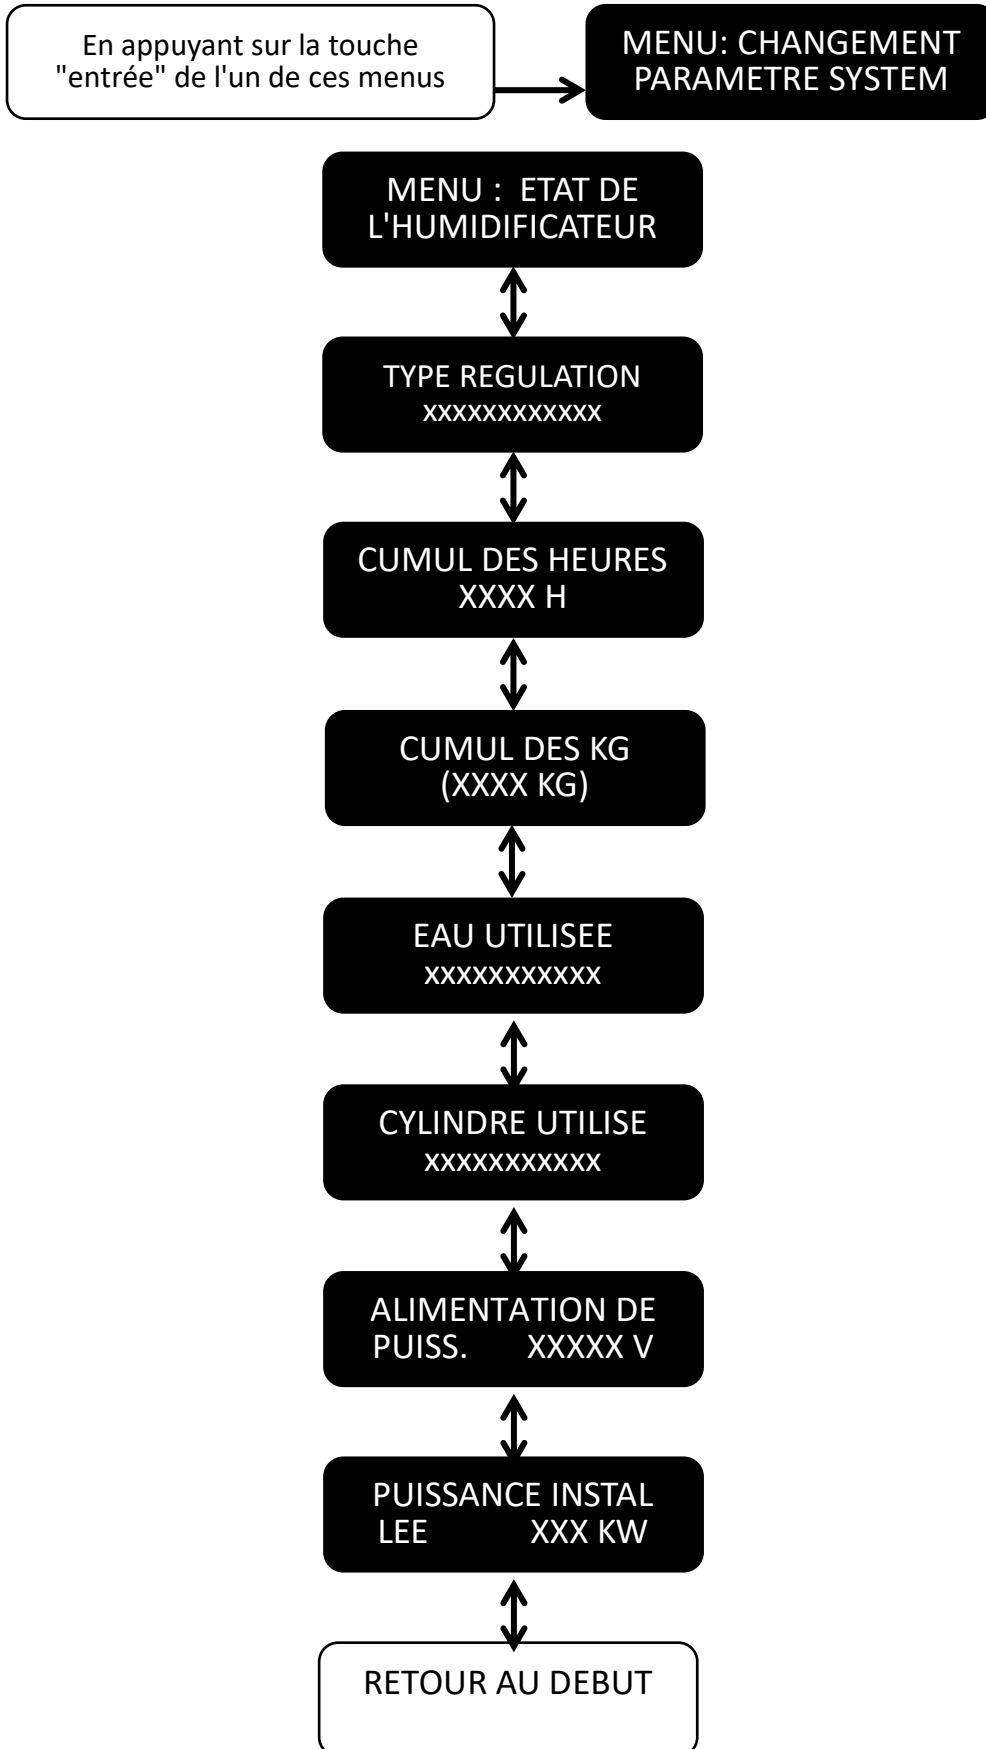 En appuyant sur la touche
"entrée" de l'un de ces menus
MENU: CHANGEMENT
PARAMETRE SYSTEM
MENU :  ETAT DE
L'HUMIDIFICATEUR
TYPE REGULATION
xxxxxxxxxxxx
CUMUL DES HEURES
XXXX H
CUMUL DES KG
(XXXX KG)
EAU UTILISEE
xxxxxxxxxxx
CYLINDRE UTILISE
xxxxxxxxxxx
ALIMENTATION DE
PUISS.      XXXXX V
PUISSANCE INSTAL
LEE          XXX KW
RETOUR AU DEBUT